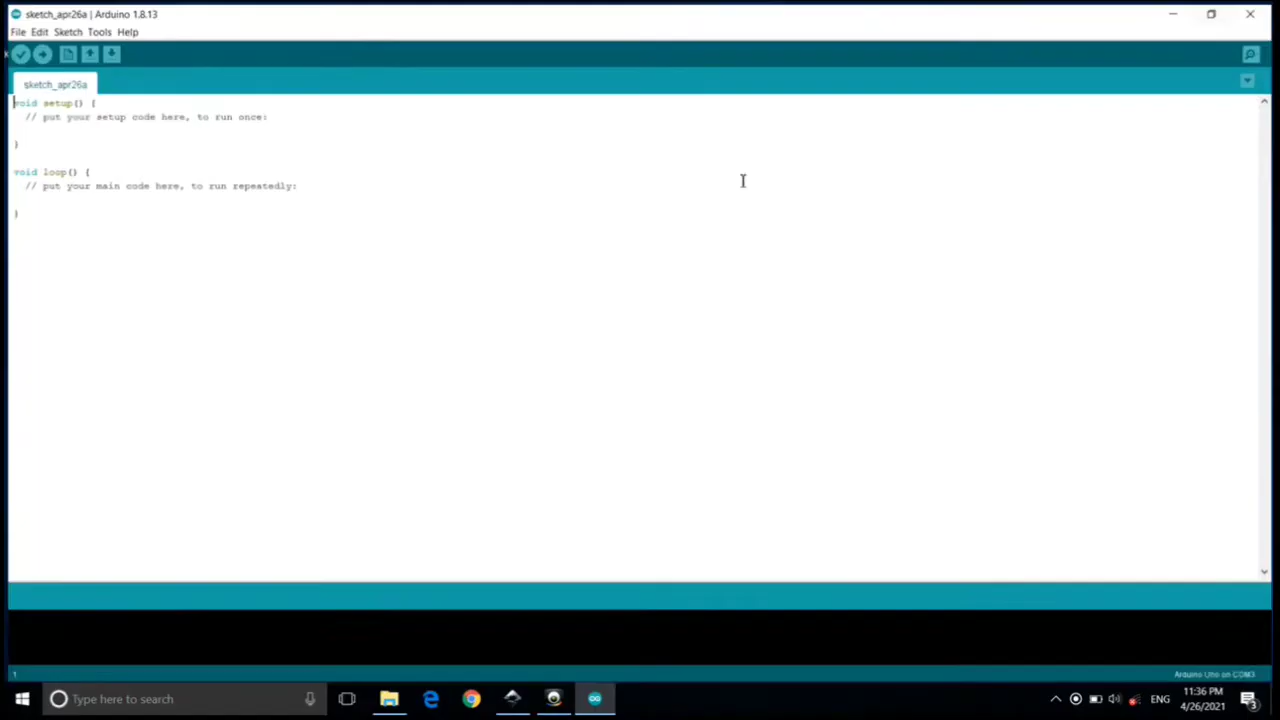 sketch_apr26a | Arduino 1.8.13
File Edit Sketch Tools Help
sketch_apr26a
void setup() {
// put your setup code here, to run once:
}
void loop() {
// put your main code here, to run repeatedly:
}
1
Arduino Uno on COM3
Type here to search
ENG
11:36 PM
4/26/2021
3